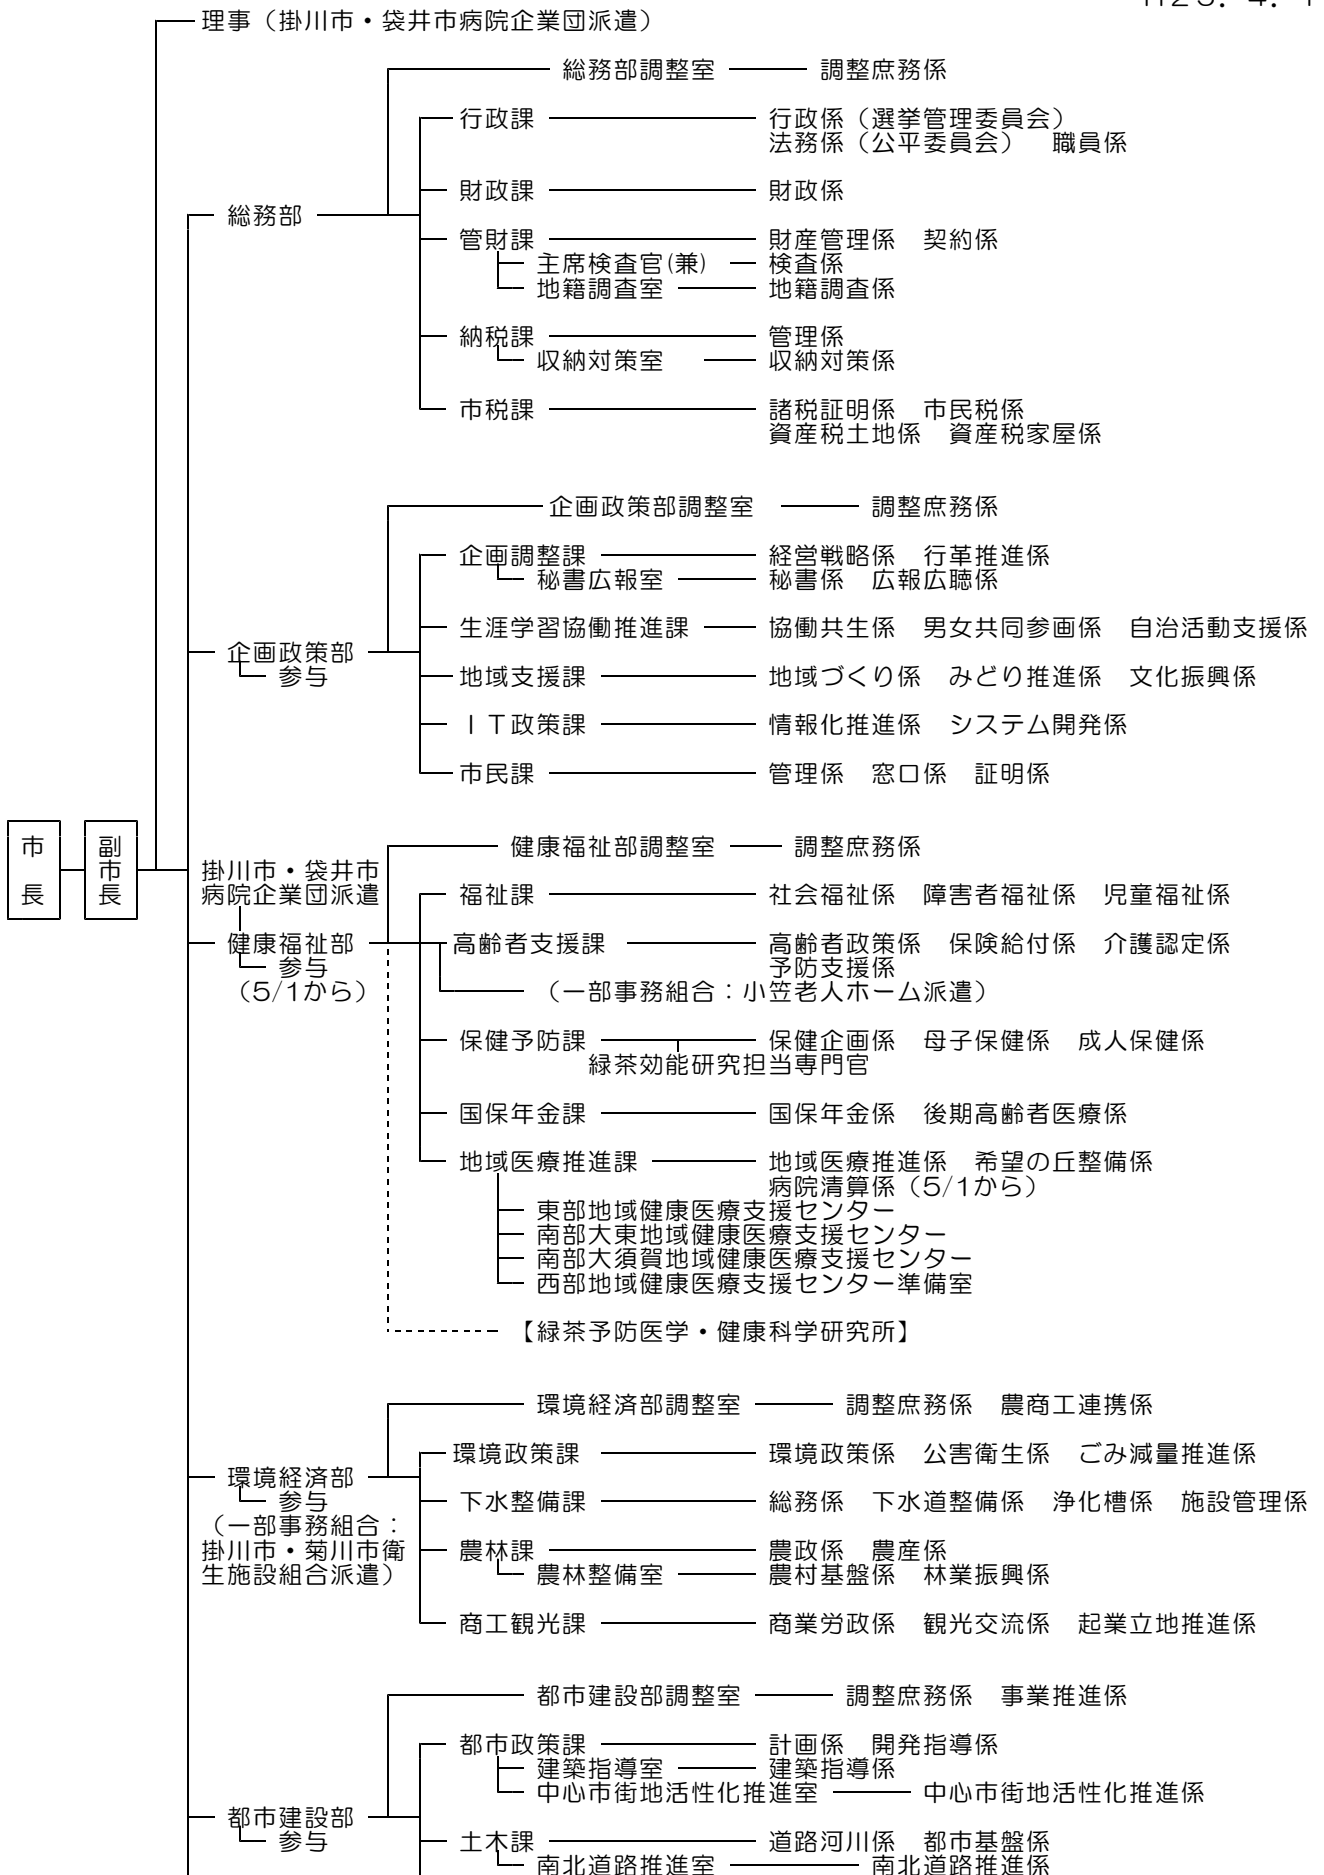 理事（掛川市・袋井市病院企業団派遣）
総務部調整室 調整庶務係
行政課 行政係（選挙管理委員会）
法務係（公平委員会） 職員係
財政課 財政係
総務部
管財課 財産管理係 契約係
主席検査官(兼) 検査係
地籍調査室 地籍調査係
納税課 管理係
収納対策室 収納対策係
市税課 諸税証明係 市民税係
資産税土地係 資産税家屋係
企画政策部調整室 調整庶務係
企画調整課 経営戦略係 行革推進係
秘書広報室 秘書係 広報広聴係
生涯学習協働推進課 協働共生係 男女共同参画係 自治活動支援係
企画政策部
参与
地域支援課 地域づくり係 みどり推進係 文化振興係
ＩＴ政策課 情報化推進係 システム開発係
市民課 管理係 窓口係 証明係
市長
副市長
健康福祉部調整室 調整庶務係
掛川市・袋井市
病院企業団派遣
福祉課 社会福祉係 障害者福祉係 児童福祉係
健康福祉部
参与
（5/1から）
高齢者支援課 高齢者政策係 保険給付係 介護認定係
予防支援係
（一部事務組合：小笠老人ホーム派遣）
保健予防課 保健企画係 母子保健係 成人保健係
緑茶効能研究担当専門官
国保年金課 国保年金係 後期高齢者医療係
地域医療推進課 地域医療推進係 希望の丘整備係
病院清算係（5/1から）
東部地域健康医療支援センター
南部大東地域健康医療支援センター
南部大須賀地域健康医療支援センター
西部地域健康医療支援センター準備室
【緑茶予防医学・健康科学研究所】
環境経済部調整室 調整庶務係 農商工連携係
環境政策課 環境政策係 公害衛生係 ごみ減量推進係
環境経済部
参与
（一部事務組合：
掛川市・菊川市衛
生施設組合派遣）
下水整備課 総務係 下水道整備係 浄化槽係 施設管理係
農林課 農政係 農産係
農林整備室 農村基盤係 林業振興係
商工観光課 商業労政係 観光交流係 起業立地推進係
都市建設部調整室 調整庶務係 事業推進係
都市政策課 計画係 開発指導係
建築指導室 建築指導係
中心市街地活性化推進室 中心市街地活性化推進係
都市建設部
参与
土木課 道路河川係 都市基盤係
南北道路推進室 南北道路推進係